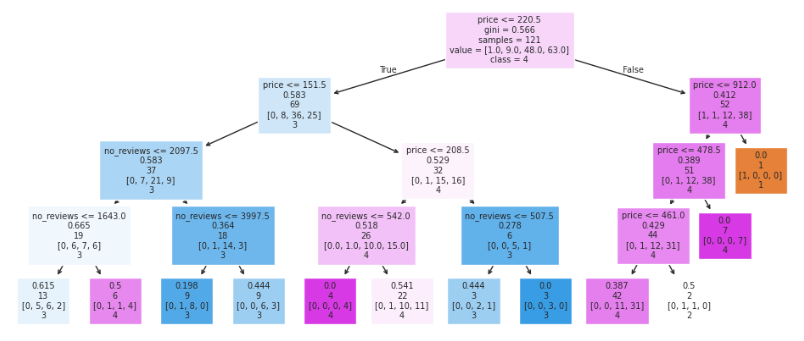 price <= 220.5
gini = 0.566
samples = 121
value = [1.0, 9.0, 48.0, 63.0]
class = 4
True
False
price <= 151.5
0.583
69
[0, 8, 36, 25]
3
price <= 912.0
0.412
52
[1, 1, 12, 38]
4
no_reviews <= 2097.5
0.583
37
[0, 7, 21, 9]
3
price <= 208.5
0.529
32
[0, 1, 15, 16]
4
price <= 478.5
0.389
51
[0, 1, 12, 38]
4
0.0
1
[1, 0, 0, 0]
1
no_reviews <= 1643.0
0.665
19
[0, 6, 7, 6]
3
no_reviews <= 3997.5
0.364
18
[0, 1, 14, 3]
3
no_reviews <= 542.0
0.518
26
[0.0, 1.0, 10.0, 15.0]
4
no_reviews <= 507.5
0.278
6
[0, 0, 5, 1]
3
price <= 461.0
0.429
44
[0, 1, 12, 31]
4
0.0
7
[0, 0, 0, 7]
4
0.615
13
[0, 5, 6, 2]
3
0.5
6
[0, 1, 1, 4]
4
0.198
9
[0, 1, 8, 0]
3
0.444
9
[0, 0, 6, 3]
3
0.0
4
[0, 0, 0, 4]
4
0.541
22
[0, 1, 10, 11]
4
0.444
3
[0, 0, 2, 1]
3
0.0
3
[0, 0, 3, 0]
3
0.387
42
[0, 0, 11, 31]
4
0.5
2
[0, 1, 1, 0]
2